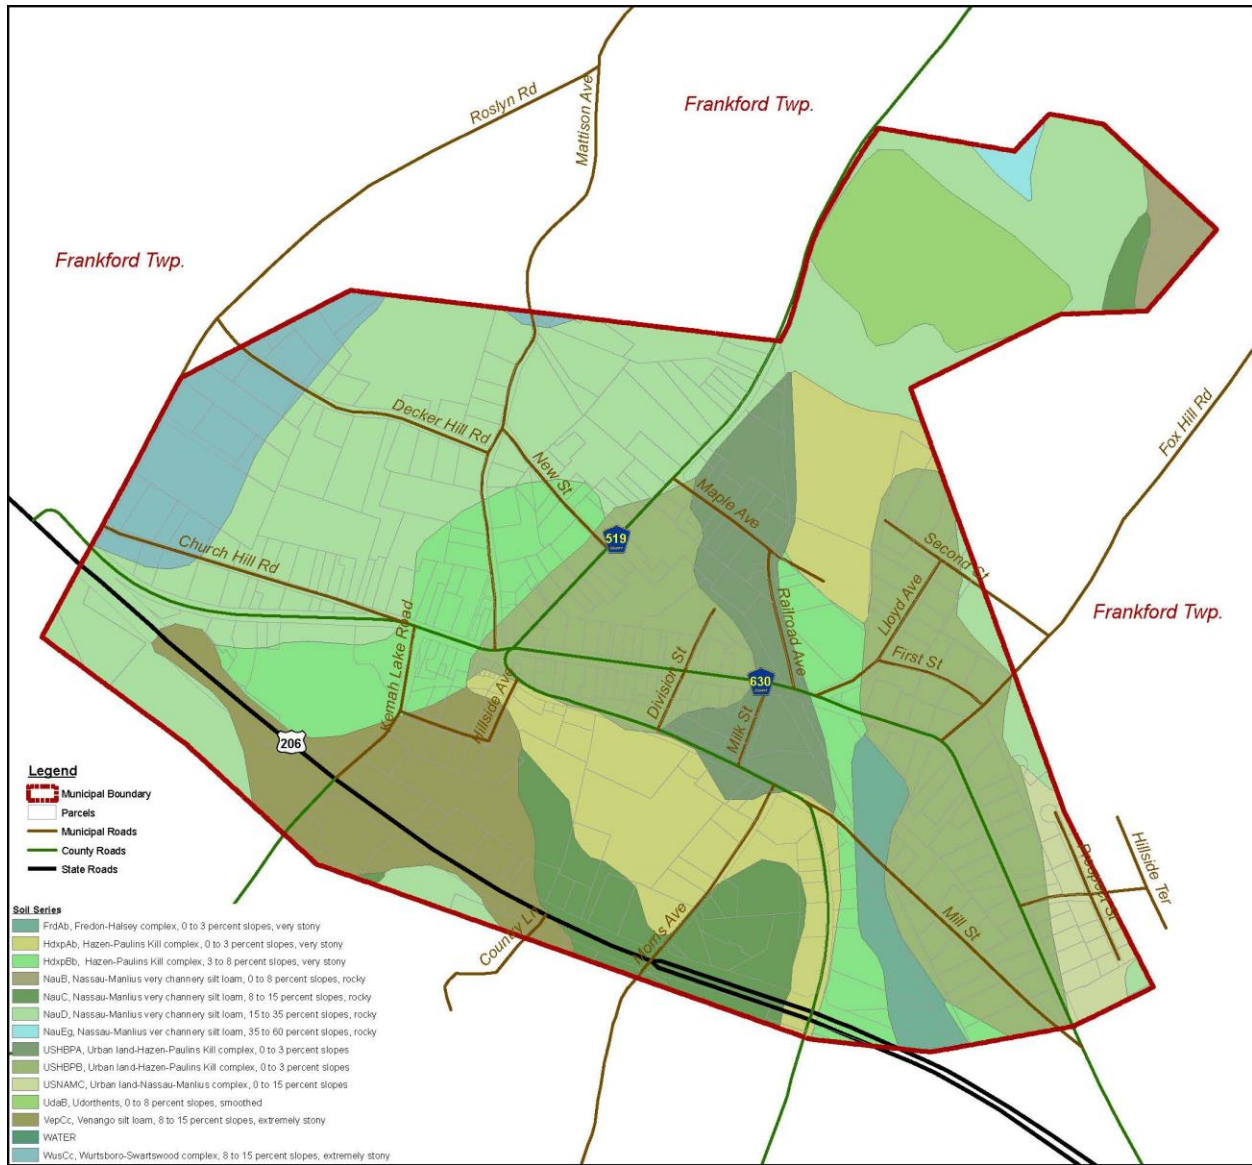 Roslyn Rd
Mattison Ave
Frankford Twp.
Frankford Twp.
Fox Hill Rd
Decker Hill Rd
New St
Maple Ave
519
COUNTY
Church Hill Rd
Second St
Lloyd Ave
First St
Frankford Twp.
Railroad Ave
Kemah Lake Road
Hillside Ave
Division St
630
COUNTY
Milk St
206
Prospect St
Hillside Ter
Mill St
Morris Ave
Country Ln
Legend
Municipal Boundary
Parcels
Municipal Roads
County Roads
State Roads
Soil Series
FrdAb, Fredon-Halsey complex, 0 to 3 percent slopes, very stony
HdxpAb, Hazen-Paulins Kill complex, 0 to 3 percent slopes, very stony
HdxpBb, Hazen-Paulins Kill complex, 3 to 8 percent slopes, very stony
NauB, Nassau-Manlius very channery silt loam, 0 to 8 percent slopes, rocky
NauC, Nassau-Manlius very channery silt loam, 8 to 15 percent slopes, rocky
NauD, Nassau-Manlius very channery silt loam, 15 to 35 percent slopes, rocky
NauEg, Nassau-Manlius ver channery silt loam, 35 to 60 percent slopes, rocky
USHBPA, Urban land-Hazen-Paulins Kill complex, 0 to 3 percent slopes
USHBPB, Urban land-Hazen-Paulins Kill complex, 0 to 3 percent slopes
USNAMC, Urban land-Nassau-Manlius complex, 0 to 15 percent slopes
UdaB, Udorthents, 0 to 8 percent slopes, smoothed
VepCc, Venango silt loam, 8 to 15 percent slopes, extremely stony
WATER
WusCc, Wurtsboro-Swartswood complex, 8 to 15 percent slopes, extremely stony